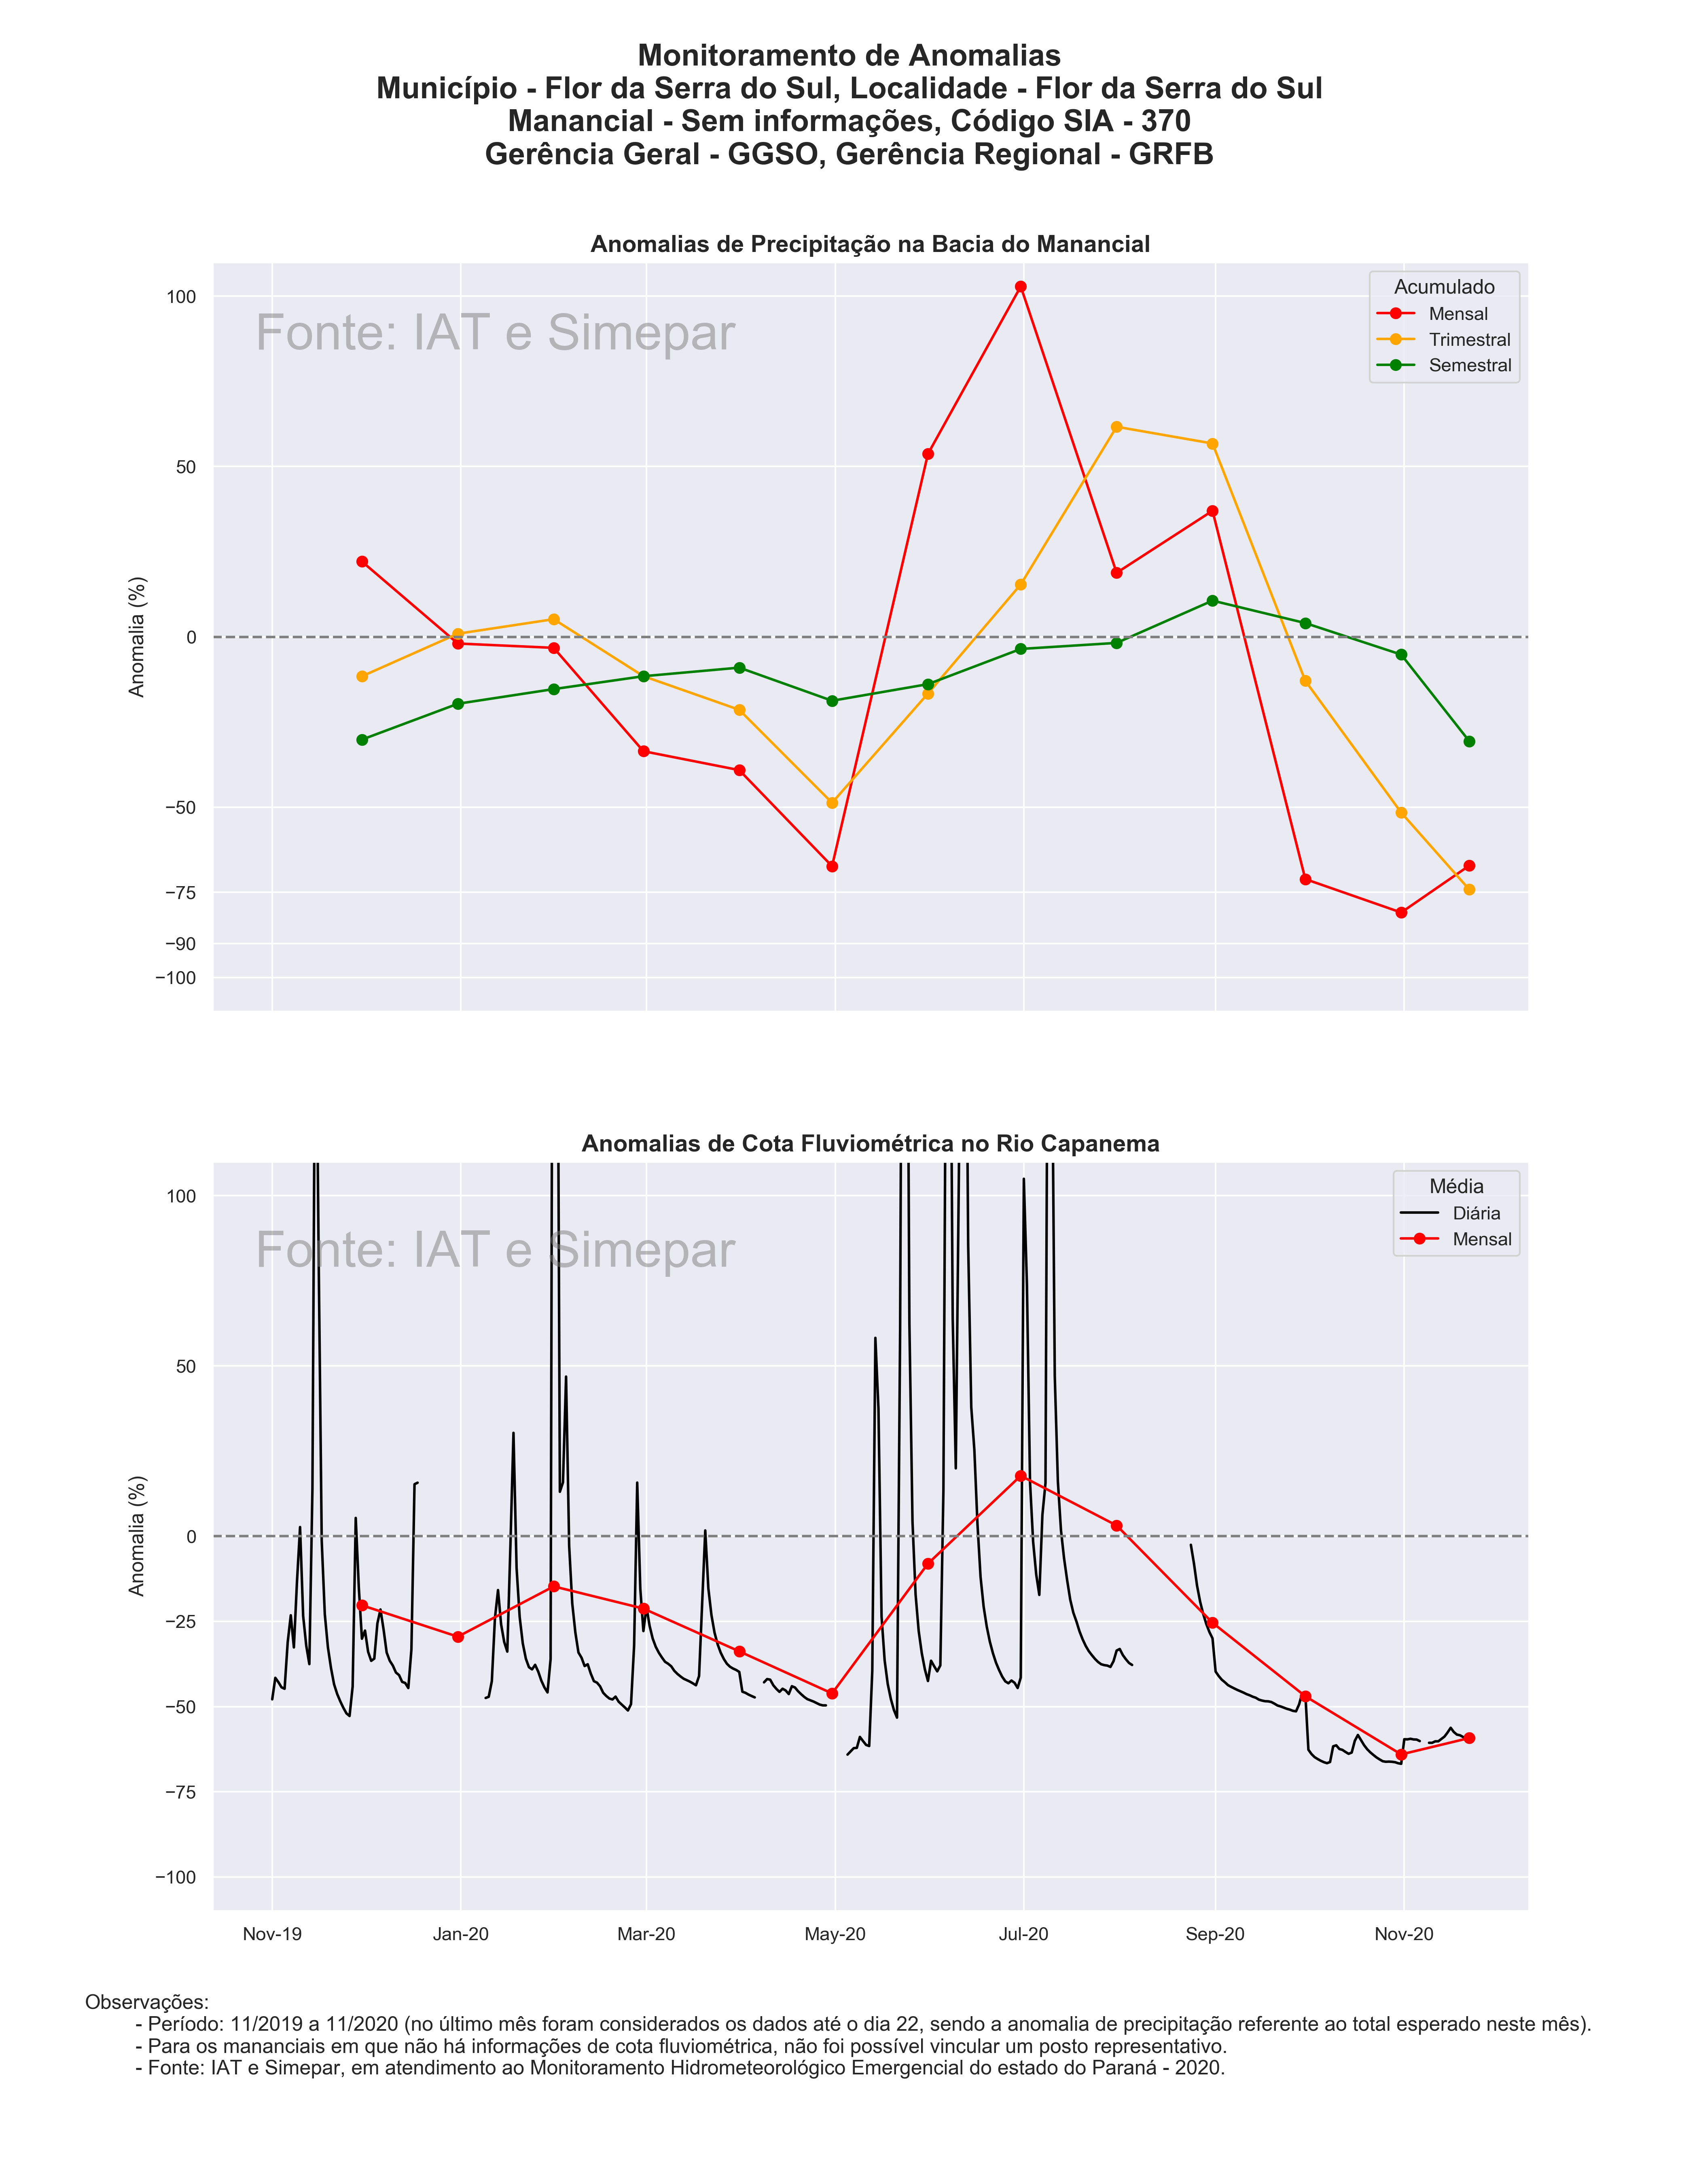 Monitoramento de Anomalias
Município - Flor da Serra do Sul, Localidade - Flor da Serra do Sul
Manancial - Sem informações, Código SIA - 370
Gerência Geral - GGSO, Gerência Regional - GRFB
Anomalias de Precipitação na Bacia do Manancial
Fonte: IAT e Simepar
Acumulado
Mensal
Trimestral
Semestral
Anomalia (%)
100
50
0
−50
−75
−90
−100
Anomalias de Cota Fluviométrica no Rio Capanema
Fonte: IAT e Simepar
Média
Diária
Mensal
Anomalia (%)
100
50
0
−25
−50
−75
−100
Nov-19 Jan-20 Mar-20 May-20 Jul-20 Sep-20 Nov-20
Observações:
- Período: 11/2019 a 11/2020 (no último mês foram considerados os dados até o dia 22, sendo a anomalia de precipitação referente ao total esperado neste mês).
- Para os mananciais em que não há informações de cota fluviométrica, não foi possível vincular um posto representativo.
- Fonte: IAT e Simepar, em atendimento ao Monitoramento Hidrometeorológico Emergencial do estado do Paraná - 2020.